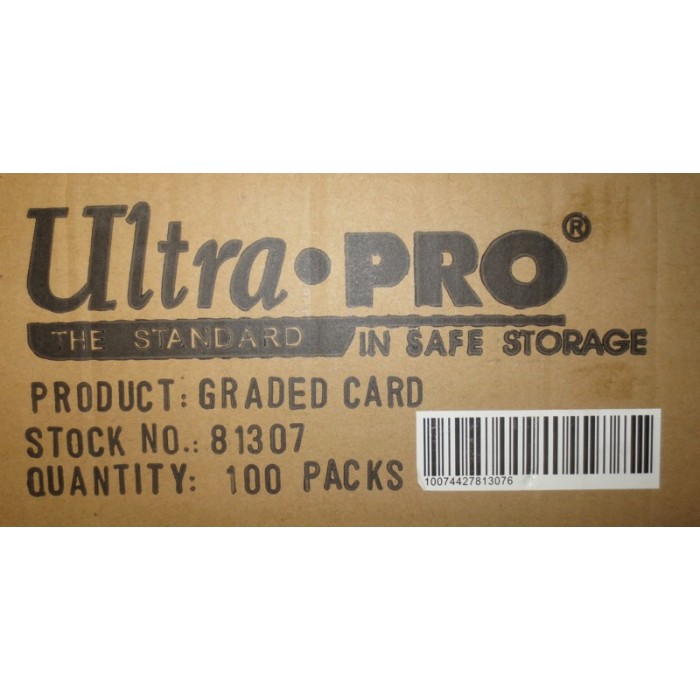 Ultra•PRO®
THE STANDARD IN SAFE STORAGE
PRODUCT: GRADED CARD
STOCK NO.: 81307
QUANTITY: 100 PACKS
10074427813076